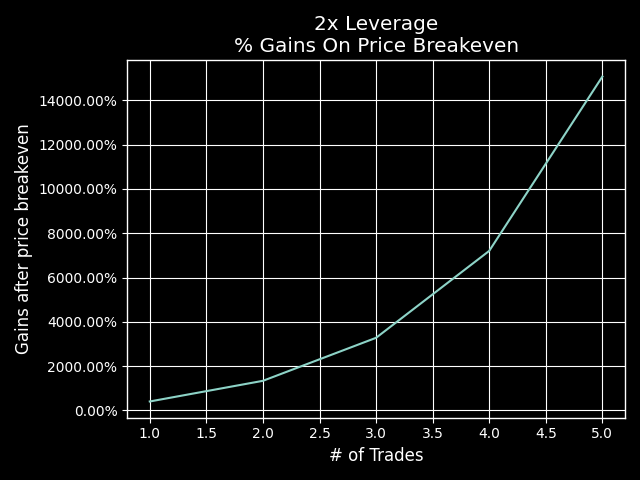 2x Leverage
% Gains On Price Breakeven
Gains after price breakeven
14000.00%
12000.00%
10000.00%
8000.00%
6000.00%
4000.00%
2000.00%
0.00%
1.0 1.5 2.0 2.5 3.0 3.5 4.0 4.5 5.0
# of Trades